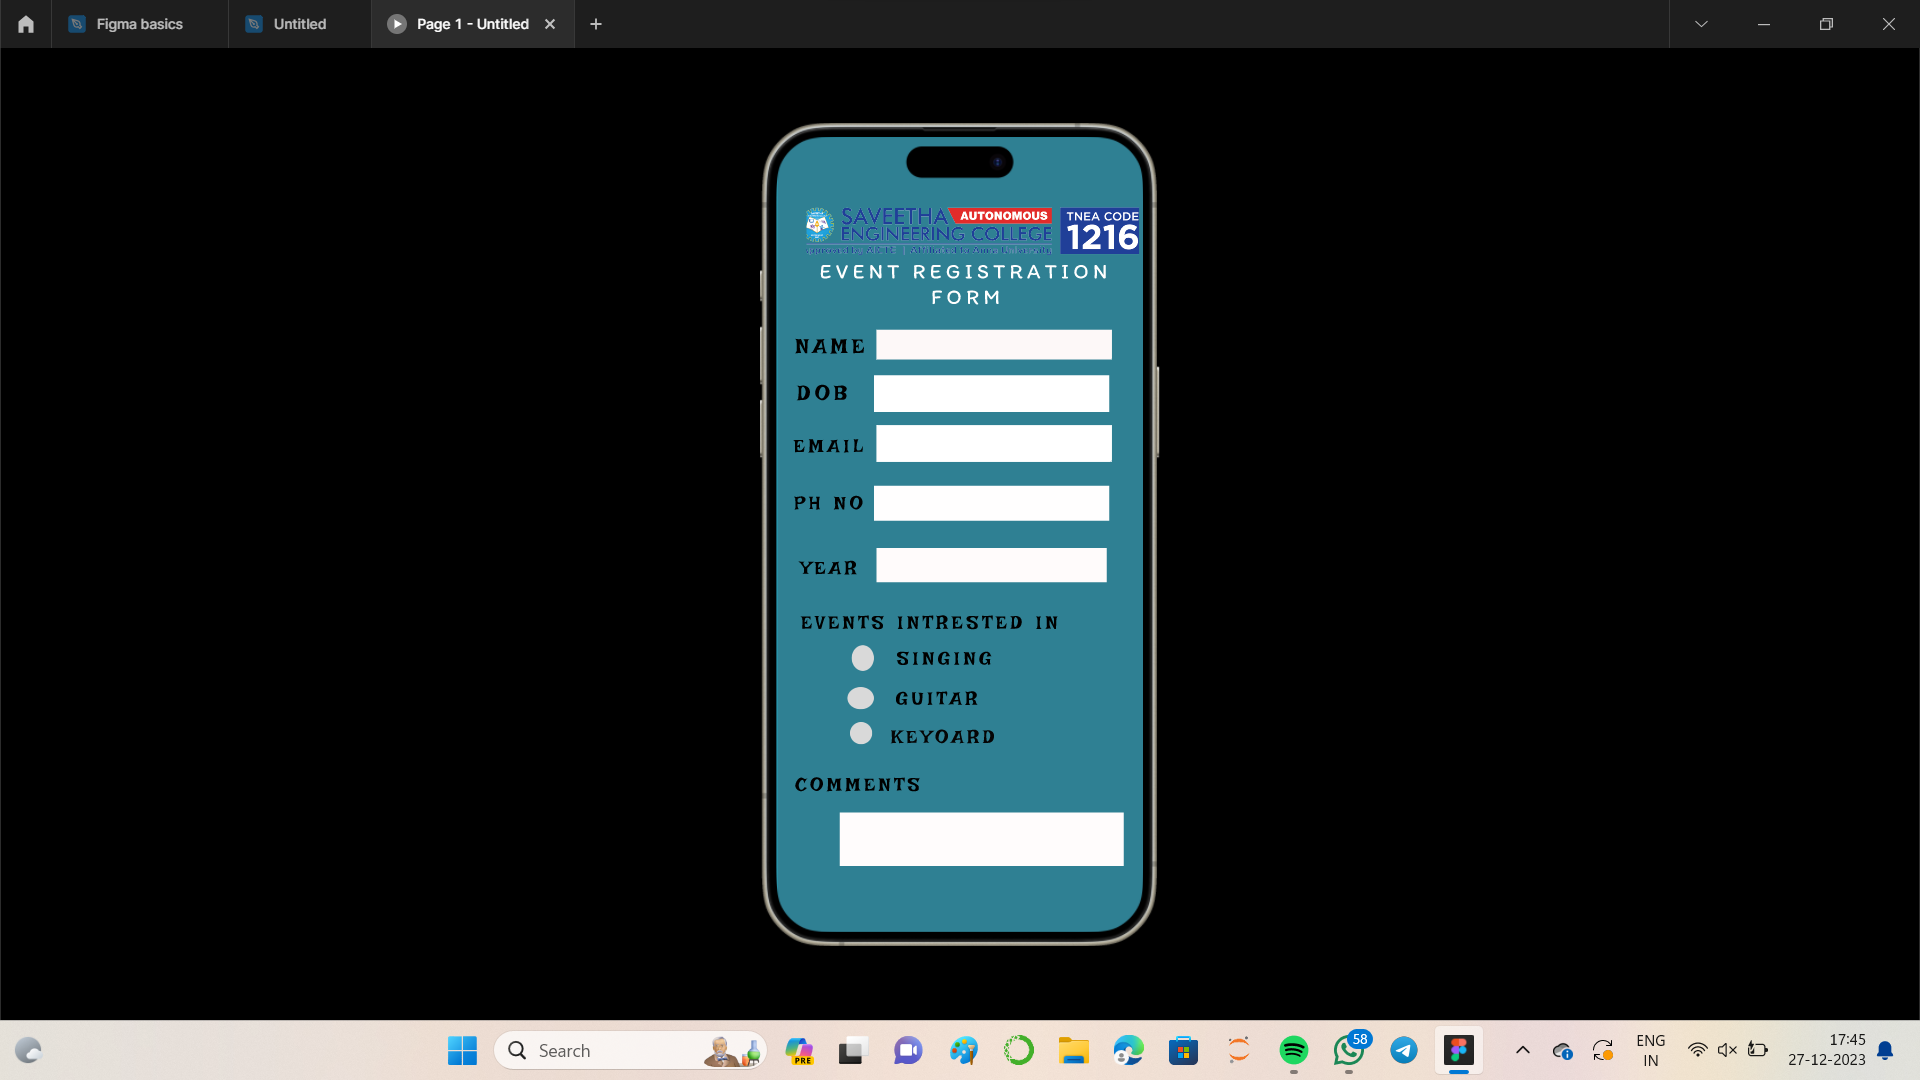 Figma basics
Untitled
Page 1 - Untitled
SAVEETHA AUTONOMOUS
ENGINEERING COLLEGE
TNEA CODE
1216
EVENT REGISTRATION
FORM
NAME
DOB
EMAIL
PH NO
YEAR
EVENTS INTRESTED IN
SINGING
GUITAR
KEYOARD
COMMENTS
Search
PRE
58
ENG
IN
17:45
27-12-2023